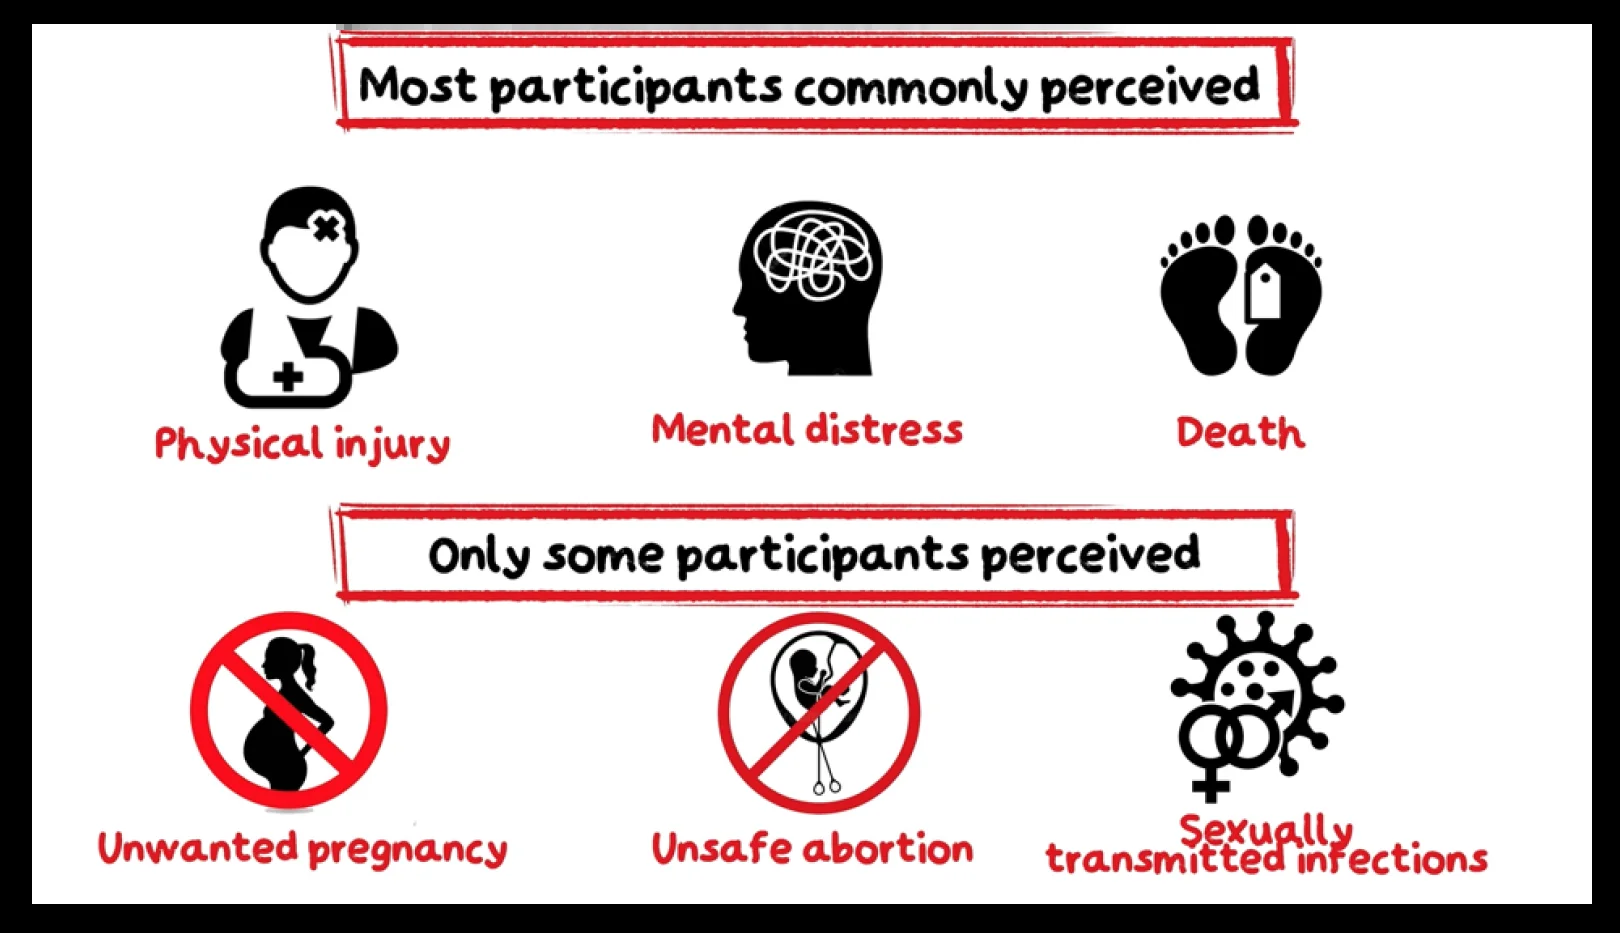 Most participants commonly perceived
Physical injury
Mental distress
Death
Only some participants perceived
Unwanted pregnancy
Unsafe abortion
Sexually
transmitted infections